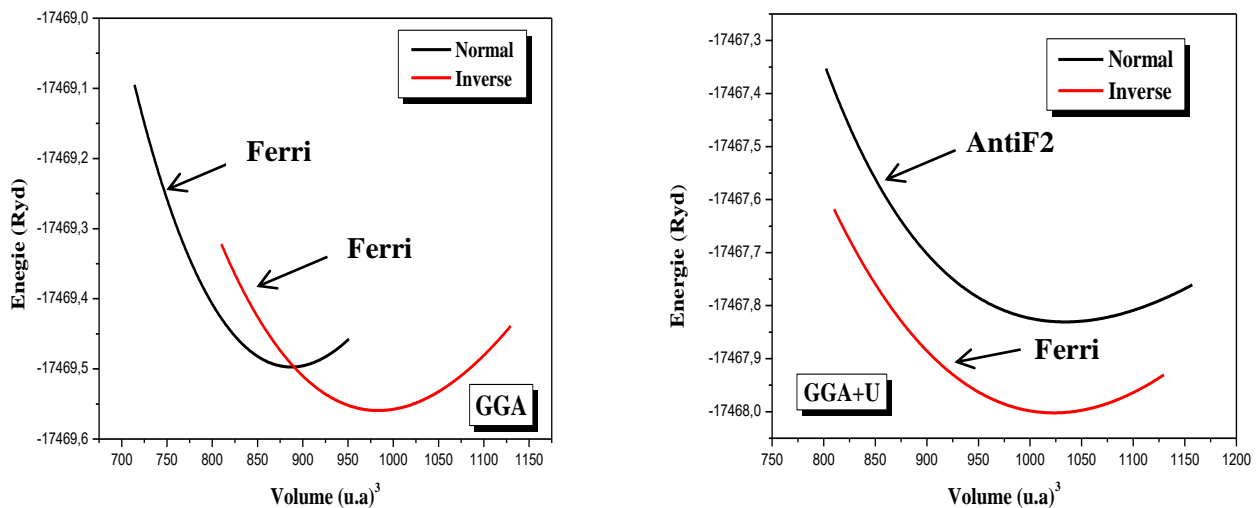 -17469,0
-17469,1
-17469,2
-17469,3
-17469,4
-17469,5
-17469,6
Enegie (Ryd)
Normal
Inverse
Ferri
Ferri
GGA
700 750 800 850 900 950 1000 1050 1100 1150
Volume (u.a)3
-17467,3
-17467,4
-17467,5
-17467,6
-17467,7
-17467,8
-17467,9
-17468,0
Energie (Ryd)
Normal
Inverse
AntiF2
Ferri
GGA+U
750 800 850 900 950 1000 1050 1100 1150 1200
Volume (u.a)3